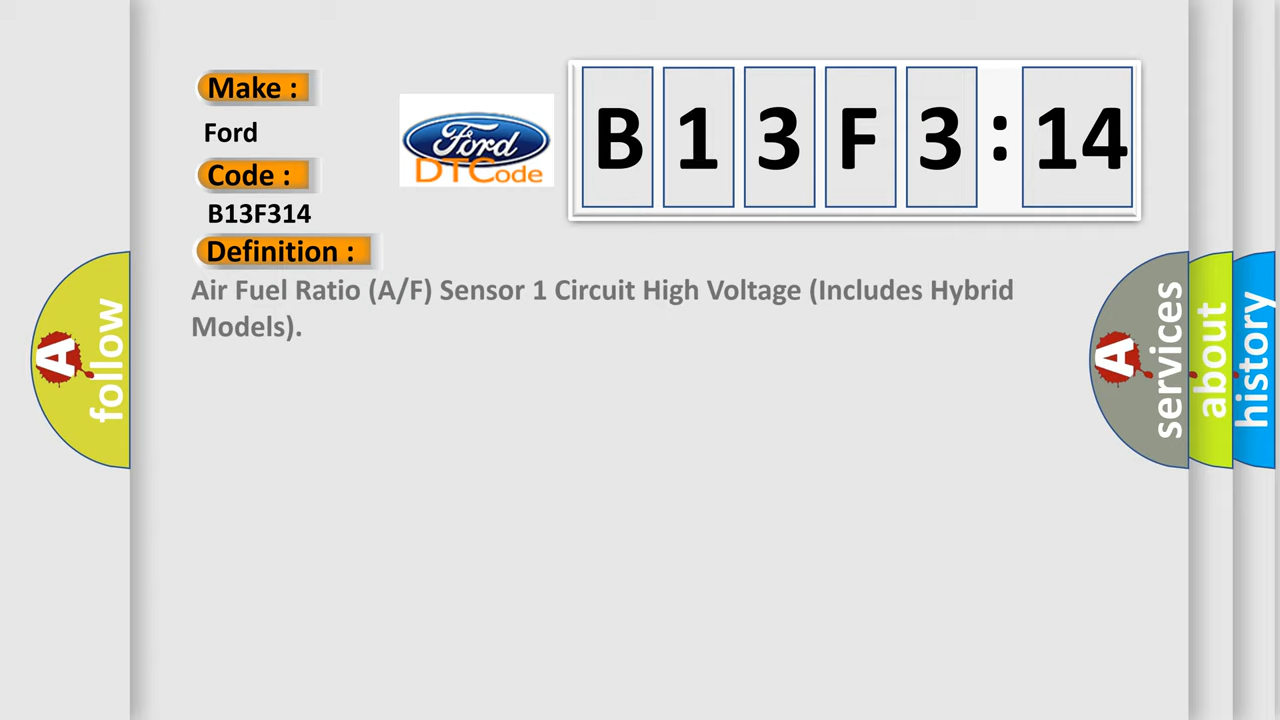 Make :
Ford
Code :
B13F314
Definition :
Air Fuel Ratio (A/F) Sensor 1 Circuit High Voltage (Includes Hybrid
Models).
Ford
DTCode
B 1 3 F 3 : 14
A follow
A services
about
history